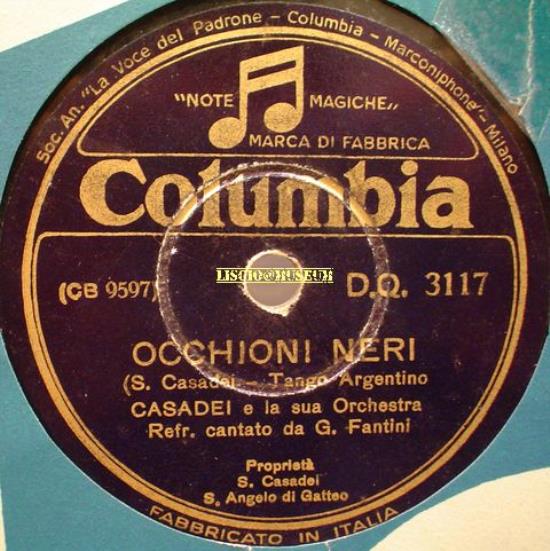 Soc. An. "La Voce del Padrone - Columbia - Marconiphone" - Milano
"NOTE MAGICHE"
MARCA DI FABBRICA
Columbia
LISCIO@MUSEUM
(CB 9597) D.Q. 3117
OCCHIONI NERI
(S. Casadei - Tango Argentino
CASADEI e la sua Orchestra
Refr. cantato da G. Fantini
Proprietà
S. Casadei
S. Angelo di Gatteo
FABBRICATO IN ITALIA